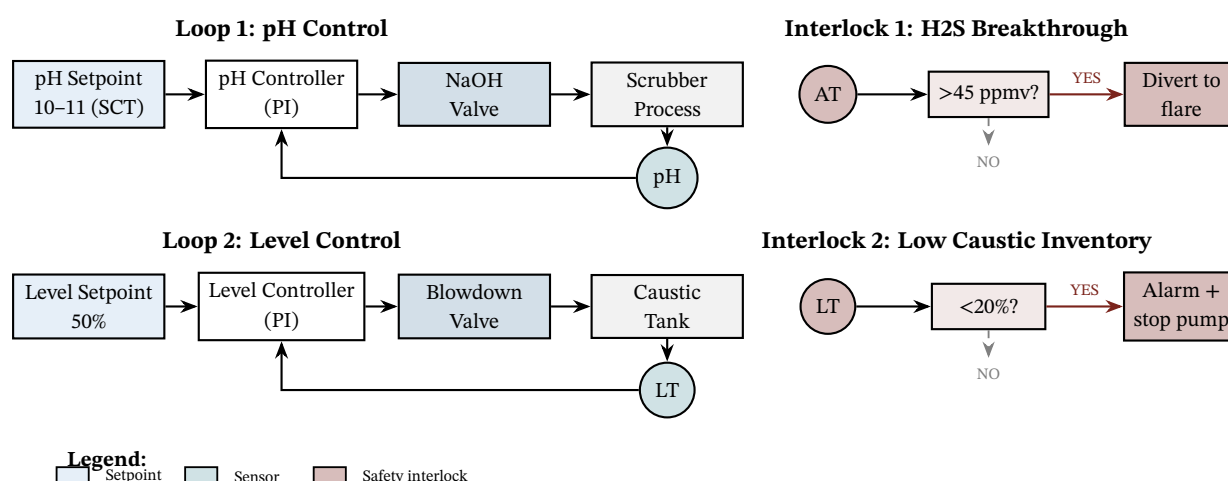 Loop 1: pH Control
pH Setpoint
10–11 (SCT)
pH Controller
(PI)
NaOH
Valve
Scrubber
Process
pH
Interlock 1: H2S Breakthrough
AT
>45 ppmv?
YES
Divert to
flare
NO
Loop 2: Level Control
Level Setpoint
50%
Level Controller
(PI)
Blowdown
Valve
Caustic
Tank
LT
Interlock 2: Low Caustic Inventory
LT
<20%?
YES
Alarm +
stop pump
NO
Legend:
Setpoint
Sensor
Safety interlock